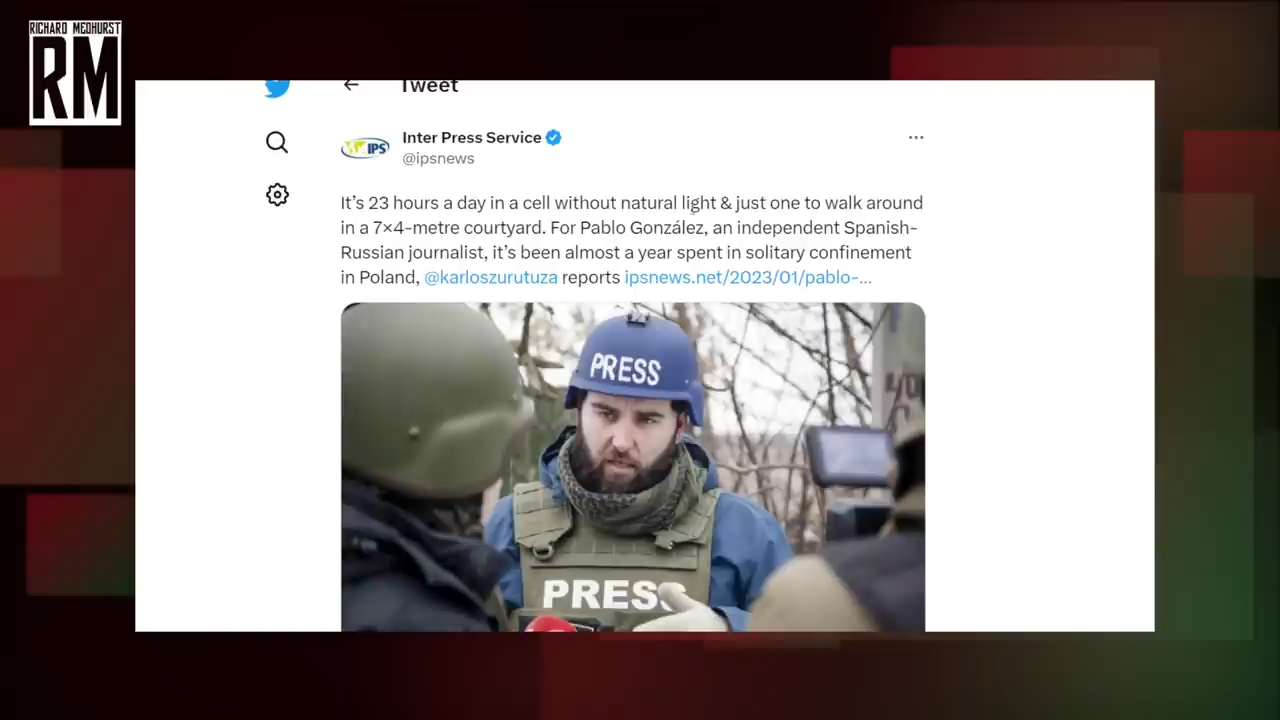 RICHARD MEDHURST
RM
Tweet
Inter Press Service
@ipsnews
IPS
It’s 23 hours a day in a cell without natural light & just one to walk around
in a 7×4-metre courtyard. For Pablo González, an independent Spanish-
Russian journalist, it’s been almost a year spent in solitary confinement
in Poland, @karloszurutuza reports ipsnews.net/2023/01/pablo-...
PRESS
PRESS